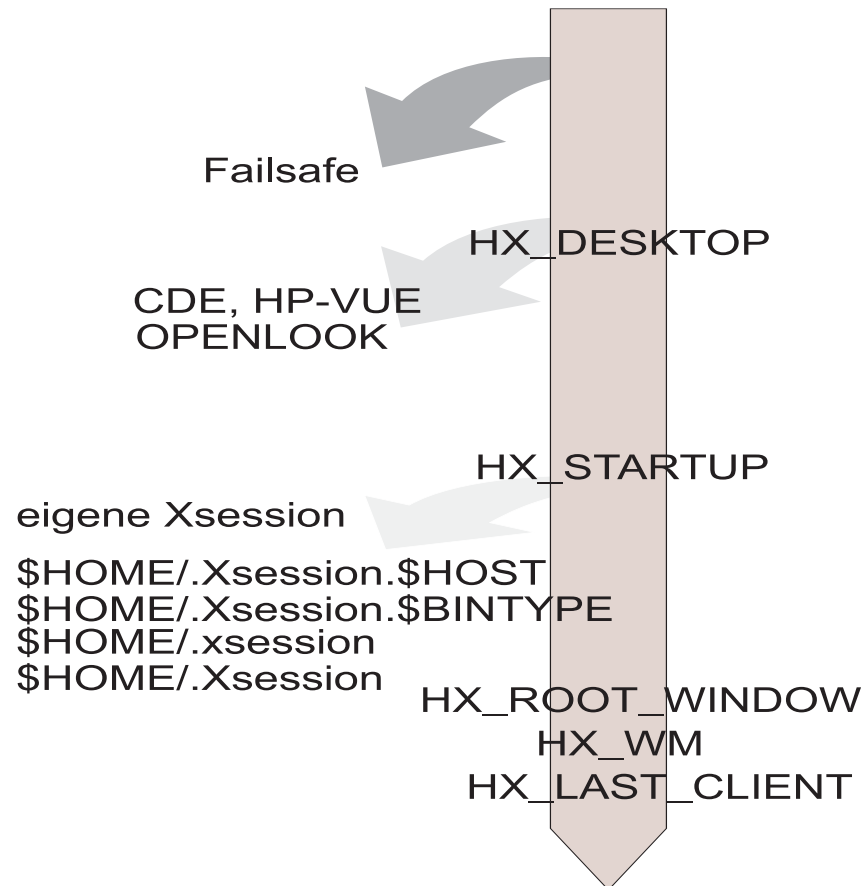 Failsafe
HX_DESKTOP
CDE, HP-VUE
OPENLOOK
HX_STARTUP
eigene Xsession
$HOME/.Xsession.$HOST
$HOME/.Xsession.$BINTYPE
$HOME/.xsession
$HOME/.Xsession
HX_ROOT_WINDOW
HX_WM
HX_LAST_CLIENT